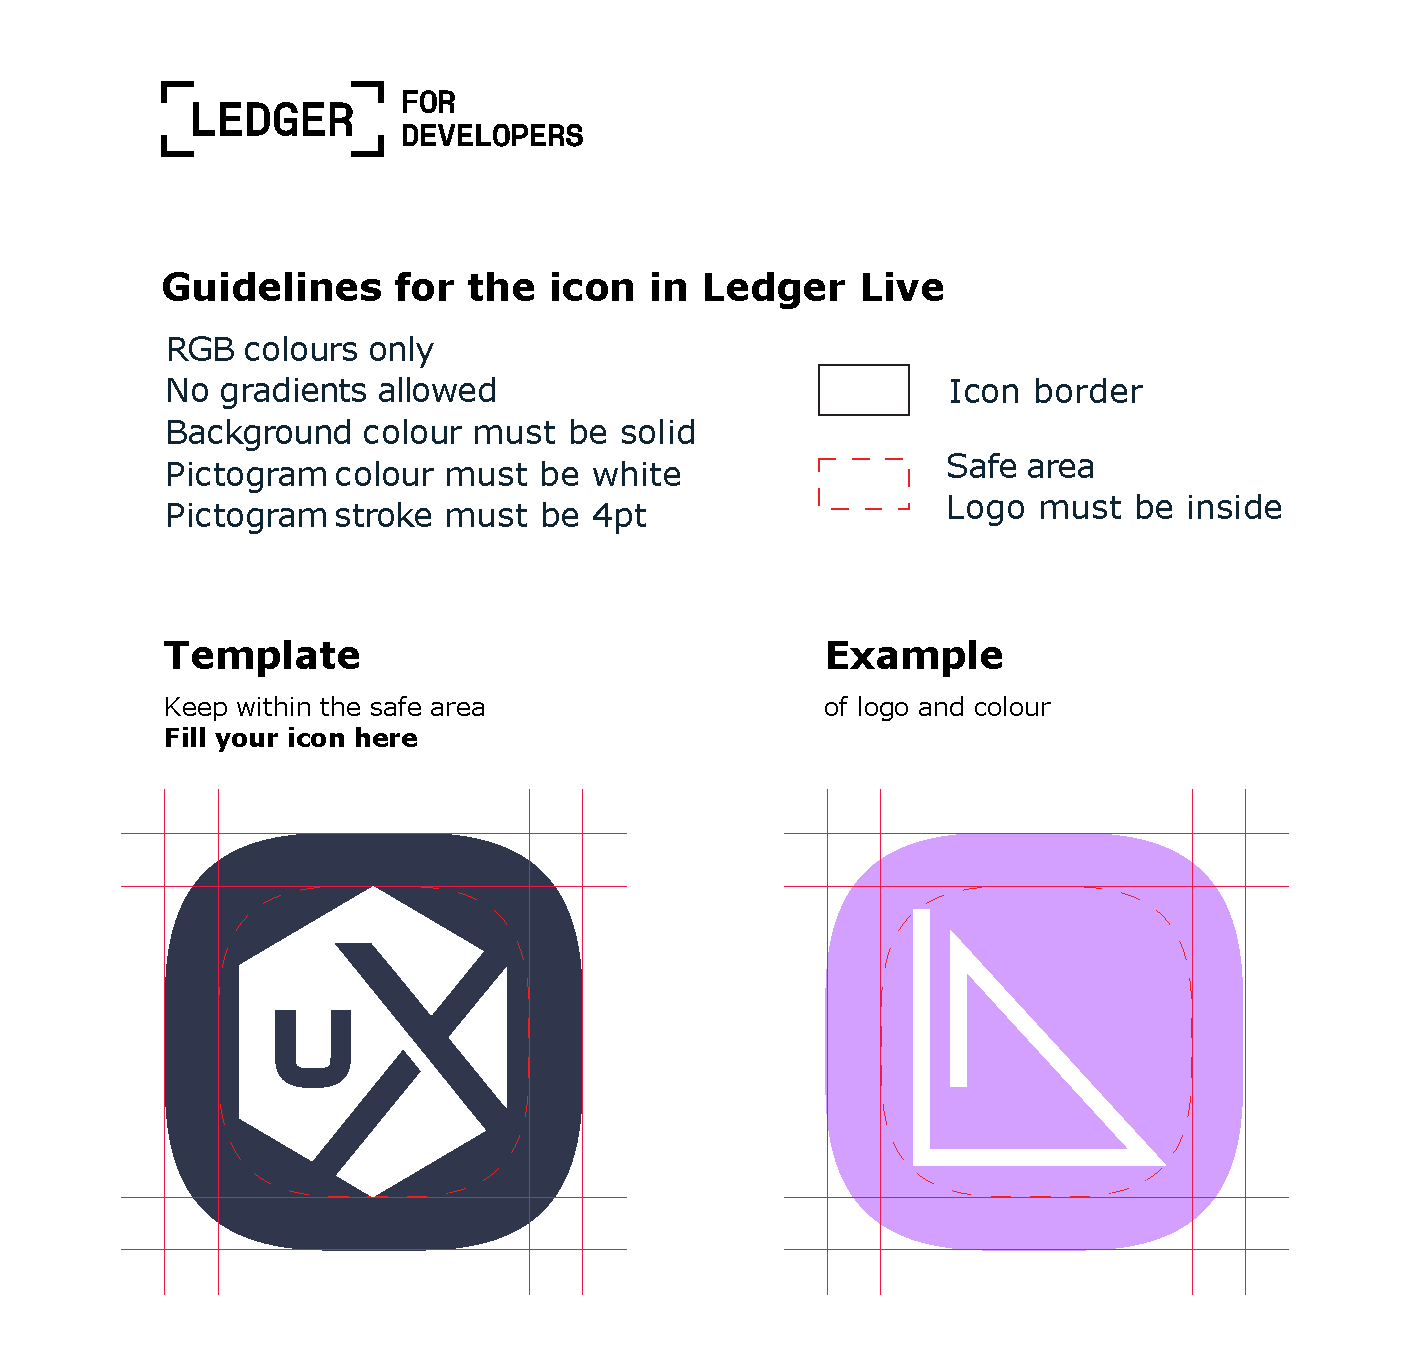 LEDGER
FOR
DEVELOPERS
Guidelines for the icon in Ledger Live
RGB colours only
No gradients allowed
Background colour must be solid
Pictogram colour must be white
Pictogram stroke must be 4pt
Icon border
Safe area
Logo must be inside
Template
Keep within the safe area
Fill your icon here
Example
of logo and colour
UX